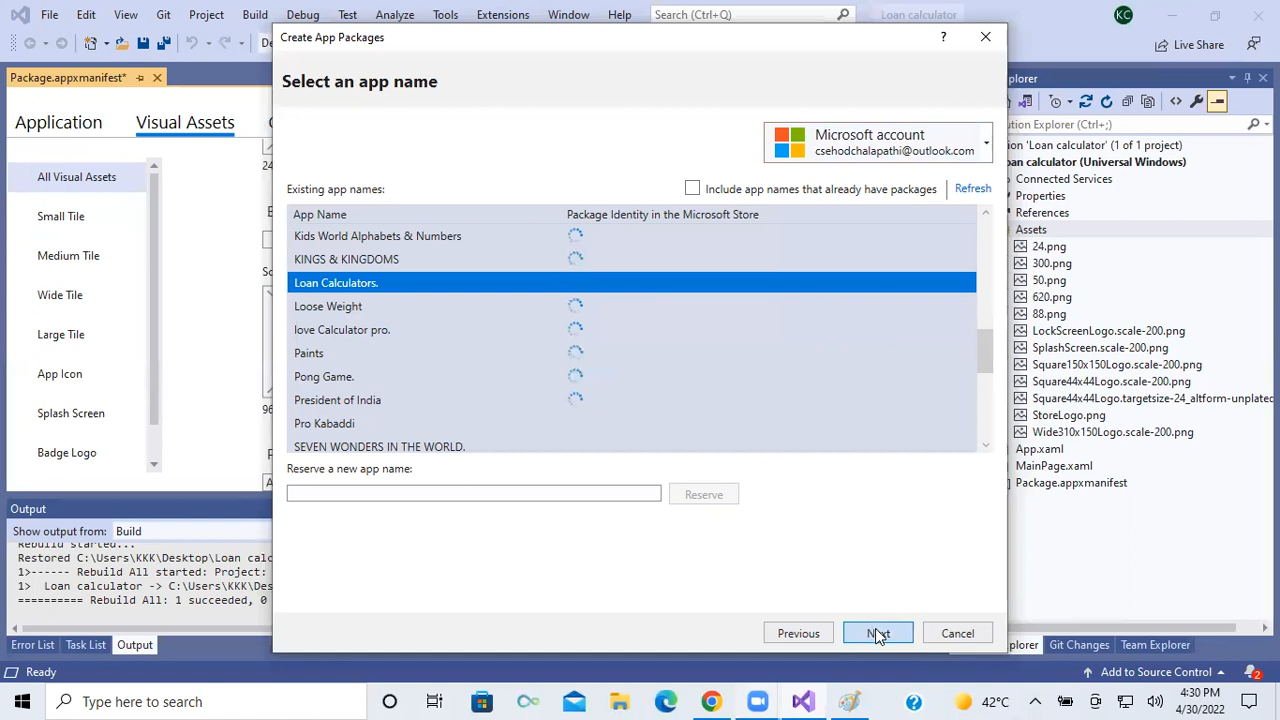 File Edit View Git Project Build Debug Test Analyze Tools Extensions Window Help Search (Ctrl+Q) Loan calculator KC
Live Share
Package.appxmanifest*
Application Visual Assets
All Visual Assets
Small Tile
Medium Tile
Wide Tile
Large Tile
App Icon
Splash Screen
Badge Logo
Create App Packages ?
Select an app name
Microsoft account
csehodchalapathi@outlook.com
Existing app names: Include app names that already have packages Refresh
App Name Package Identity in the Microsoft Store
Kids World Alphabets & Numbers
KINGS & KINGDOMS
Loan Calculators.
Loose Weight
love Calculator pro.
Paints
Pong Game.
President of India
Pro Kabaddi
SEVEN WONDERS IN THE WORLD.
Reserve a new app name:
Reserve
Previous Next Cancel
Explorer (Ctrl+;)
'Loan calculator' (1 of 1 project)
calculator (Universal Windows)
Connected Services
Properties
References
Assets
24.png
300.png
50.png
620.png
88.png
LockScreenLogo.scale-200.png
SplashScreen.scale-200.png
Square150x150Logo.scale-200.png
Square44x44Logo.scale-200.png
Square44x44Logo.targetsize-24_altform-unplated
StoreLogo.png
Wide310x150Logo.scale-200.png
App.xaml
MainPage.xaml
Package.appxmanifest
Output
Show output from: Build
Rebuild started...
Restored C:\Users\KKK\Desktop\Loan calc
1>------ Rebuild All started: Project:
1> Loan calculator -> C:\Users\KKK\Des
========== Rebuild All: 1 succeeded, 0
Error List Task List Output
Git Changes Team Explorer
Ready Add to Source Control 2
Type here to search 42°C 4:30 PM
4/30/2022